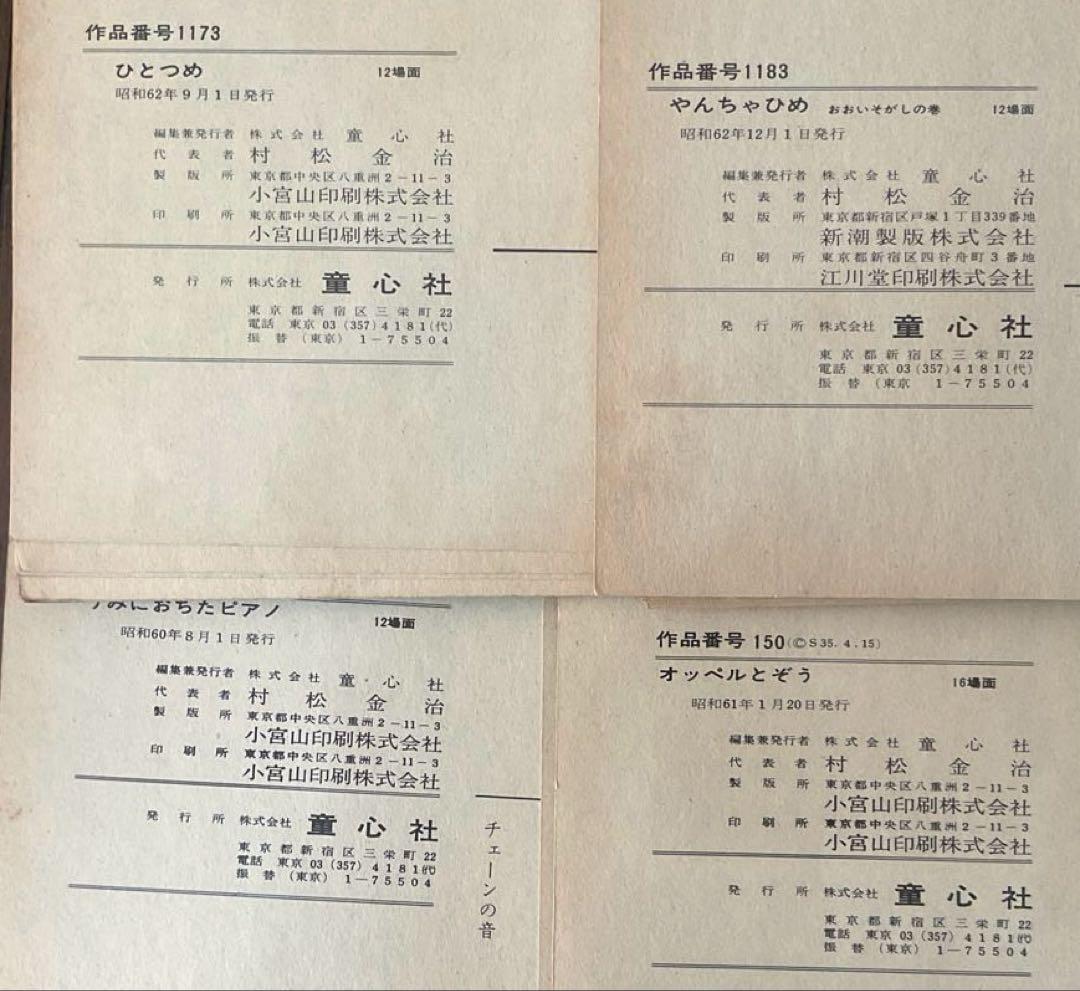 作品番号1173
ひとつめ 12場面
昭和62年9月1日発行
編集兼発行者 株式会社 童心社
代表者 村松金治
製版所 東京都中央区八重洲2-11-3
小宮山印刷株式会社
印刷所 東京都中央区八重洲2-11-3
小宮山印刷株式会社
発行所 株式会社 童心社
東京都新宿区三栄町22
電話 東京03(357)4181(代)
振替(東京) 1-75504
作品番号1183
やんちゃひめ おおいそがしの巻 12場面
昭和62年12月1日発行
編集兼発行者 株式会社 童心社
代表者 村松金治
製版所 東京都新宿区戸塚1丁目339番地
新潮製版株式会社
印刷所 東京都新宿区四谷舟町3番地
江川堂印刷株式会社
発行所 株式会社 童心社
東京都新宿区三栄町22
電話 東京03(357)4181(代)
振替(東京 1-75504
うみにおちたピアノ 12場面
昭和60年8月1日発行
編集兼発行者 株式会社 童心社
代表者 村松金治
製版所 東京都中央区八重洲2-11-3
小宮山印刷株式会社
印刷所 東京都中央区八重洲2-11-3
小宮山印刷株式会社
発行所 株式会社 童心社
東京都新宿区三栄町22
電話 東京03(357)4181(代)
振替(東京) 1-75504
チェーンの音
作品番号150(©S35.4.15)
オッペルとぞう 16場面
昭和61年1月20日発行
編集兼発行者 株式会社 童心社
代表者 村松金治
製版所 東京都中央区八重洲2-11-3
小宮山印刷株式会社
印刷所 東京都中央区八重洲2-11-3
小宮山印刷株式会社
発行所 株式会社 童心社
東京都新宿区三栄町22
電話 東京03(357)4181(代)
振替(東京) 1-75504